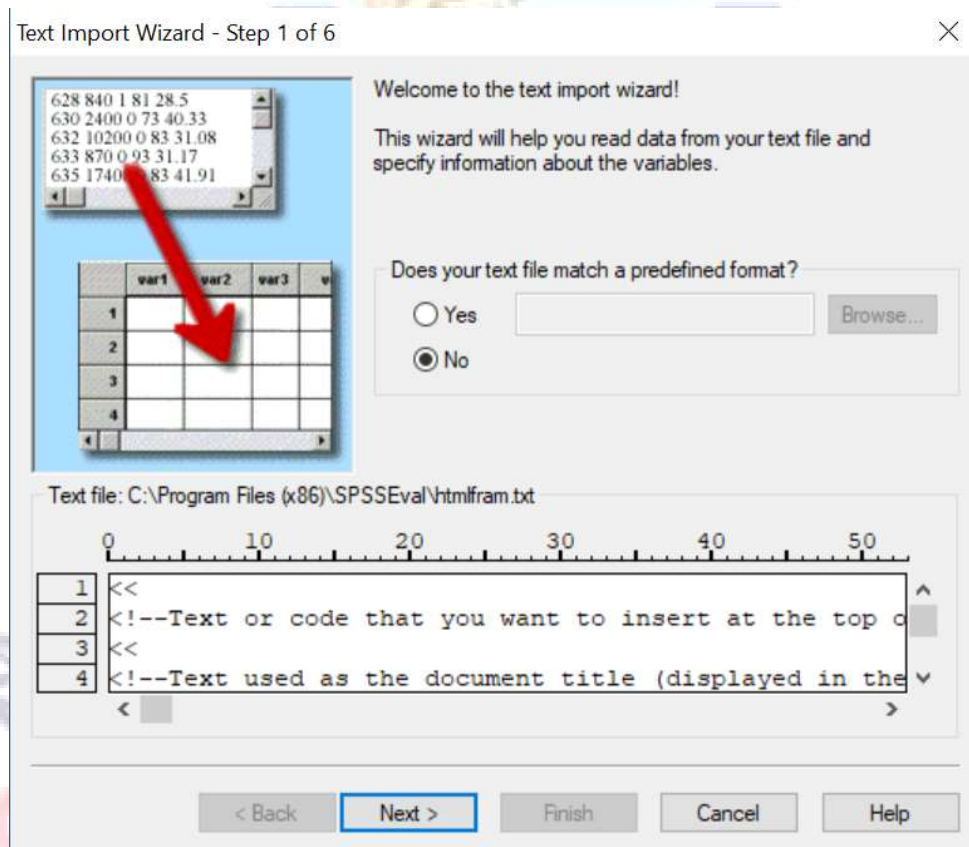 Text Import Wizard - Step 1 of 6
628 840 1 81 28.5
630 2400 0 73 40.33
632 10200 0 83 31.08
633 870 0 93 31.17
635 1740 83 41.91
var1 var2 var3 v
1
2
3
4
Welcome to the text import wizard!
This wizard will help you read data from your text file and
specify information about the variables.
Does your text file match a predefined format?
Yes
Browse...
No
Text file: C:\Program Files (x86)\SPSSEval\htmlfram.txt
0 10 20 30 40 50
1 <<
2 <!--Text or code that you want to insert at the top o
3 <<
4 <!--Text used as the document title (displayed in the
< Back Next > Finish Cancel Help